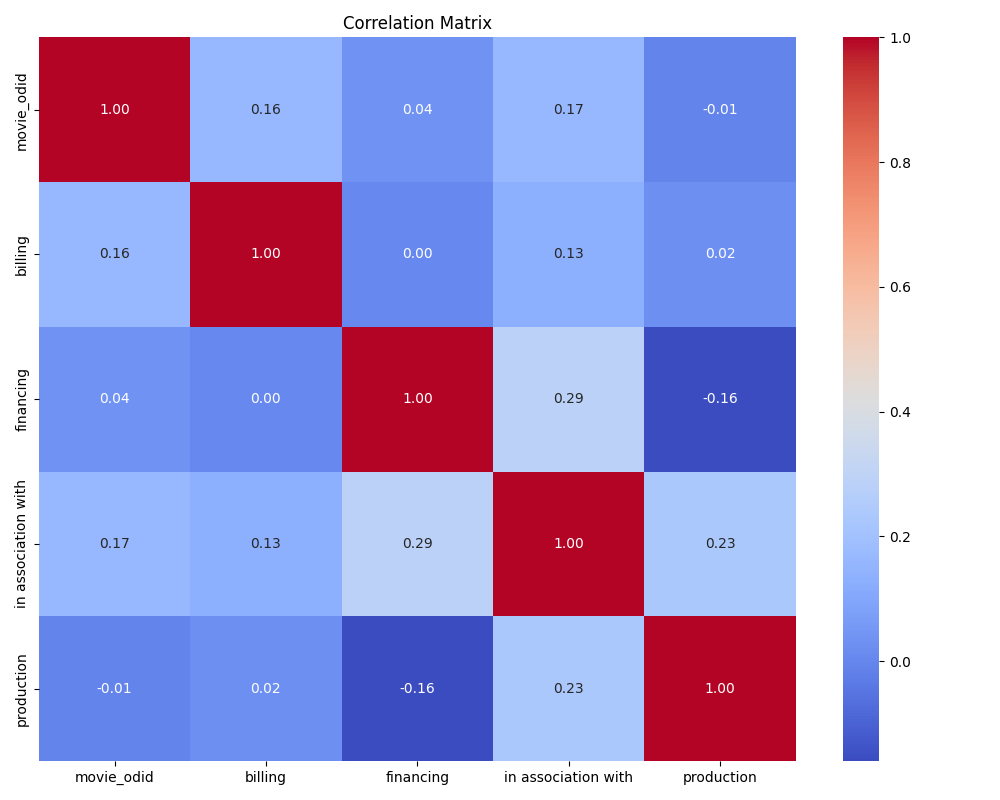 Correlation Matrix
movie_odid 1.00 0.16 0.04 0.17 -0.01
billing 0.16 1.00 0.00 0.13 0.02
financing 0.04 0.00 1.00 0.29 -0.16
in association with 0.17 0.13 0.29 1.00 0.23
production -0.01 0.02 -0.16 0.23 1.00
movie_odid billing financing in association with production
1.0
0.8
0.6
0.4
0.2
0.0